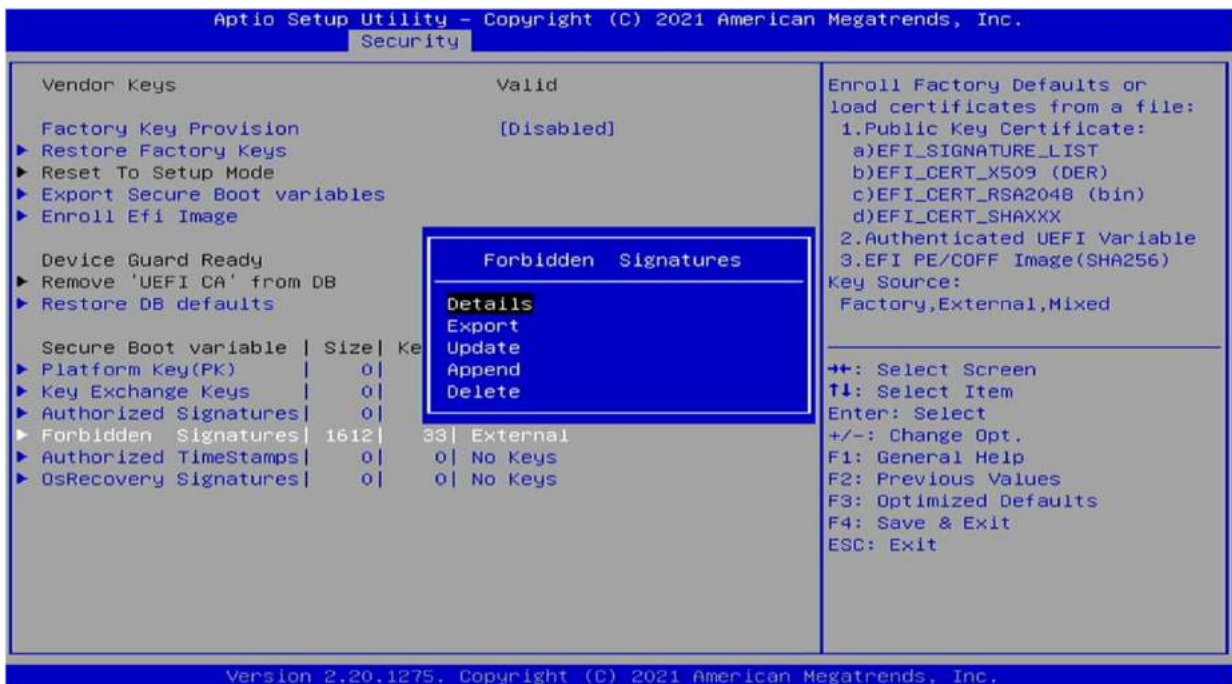 Aptio Setup Utility – Copyright (C) 2021 American Megatrends, Inc.
Security
Vendor Keys Valid
Factory Key Provision [Disabled]
► Restore Factory Keys
► Reset To Setup Mode
► Export Secure Boot variables
► Enroll Efi Image
Device Guard Ready
► Remove 'UEFI CA' from DB
► Restore DB defaults
Secure Boot variable | Size| Ke
► Platform Key(PK) | 0|
► Key Exchange Keys | 0|
► Authorized Signatures| 0|
► Forbidden Signatures| 1612| 33| External
► Authorized TimeStamps| 0| 0| No Keys
► OsRecovery Signatures| 0| 0| No Keys
Forbidden Signatures
Details
Export
Update
Append
Delete
Enroll Factory Defaults or
load certificates from a file:
1.Public Key Certificate:
a)EFI_SIGNATURE_LIST
b)EFI_CERT_X509 (DER)
c)EFI_CERT_RSA2048 (bin)
d)EFI_CERT_SHAXXX
2.Authenticated UEFI Variable
3.EFI PE/COFF Image(SHA256)
Key Source:
Factory,External,Mixed
→←: Select Screen
↑↓: Select Item
Enter: Select
+/-: Change Opt.
F1: General Help
F2: Previous Values
F3: Optimized Defaults
F4: Save & Exit
ESC: Exit
Version 2.20.1275. Copyright (C) 2021 American Megatrends, Inc.